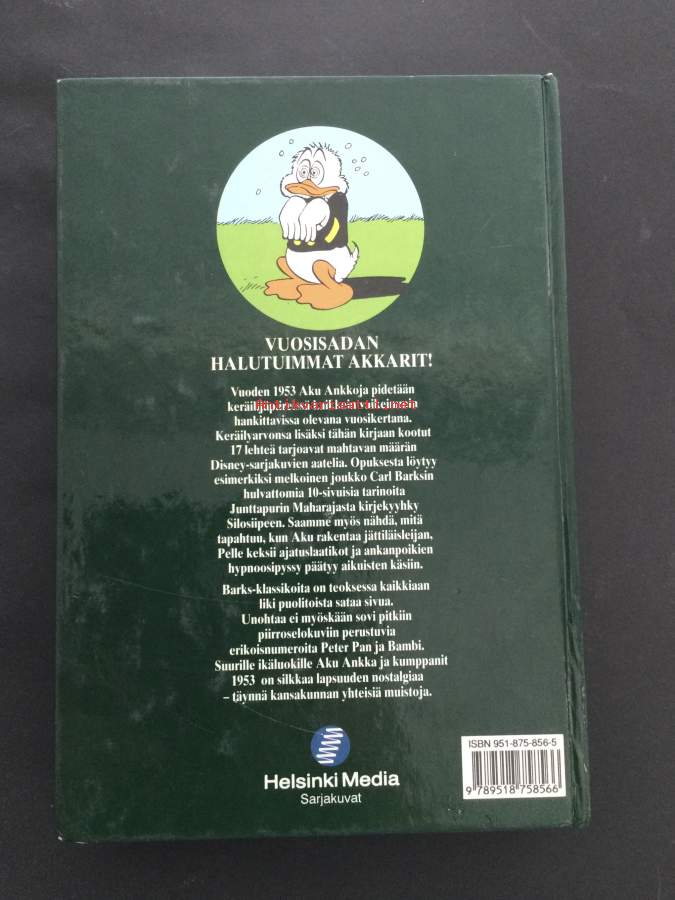 VUOSISADAN
HALUTUIMMAT AKKARIT!
Vuoden 1953 Aku Ankkoja pidetään
Antiikkiartaatti.net
hankittavissa olevana vuosikertana.
Keräilyarvonsa lisäksi tähän kirjaan kootut
17 lehteä tarjoavat mahtavan määrän
Disney-sarjakuvien aatelia. Opuksesta löytyy
esimerkiksi melkoinen joukko Carl Barksin
hulvattomia 10-sivuisia tarinoita
Junttapurin Maharajasta kirjekyyhky
Silosiipeen. Saamme myös nähdä, mitä
tapahtuu, kun Aku rakentaa jättiläisleijan,
Pelle keksii ajatuslaatikot ja ankanpoikien
hypnoosipyssy päätyy aikuisten käsiin.
Barks-klassikoita on teoksessa kaikkiaan
liki puolitoista sataa sivua.
Unohtaa ei myöskään sovi pitkiin
piirroselokuviin perustuvia
erikoisnumeroita Peter Pan ja Bambi.
Suurille ikäluokille Aku Ankka ja kumppanit
1953 on silkkaa lapsuuden nostalgiaa
– täynnä kansakunnan yhteisiä muistoja.
Helsinki Media
Sarjakuvat
ISBN 951-875-856-5
9 789518 758566